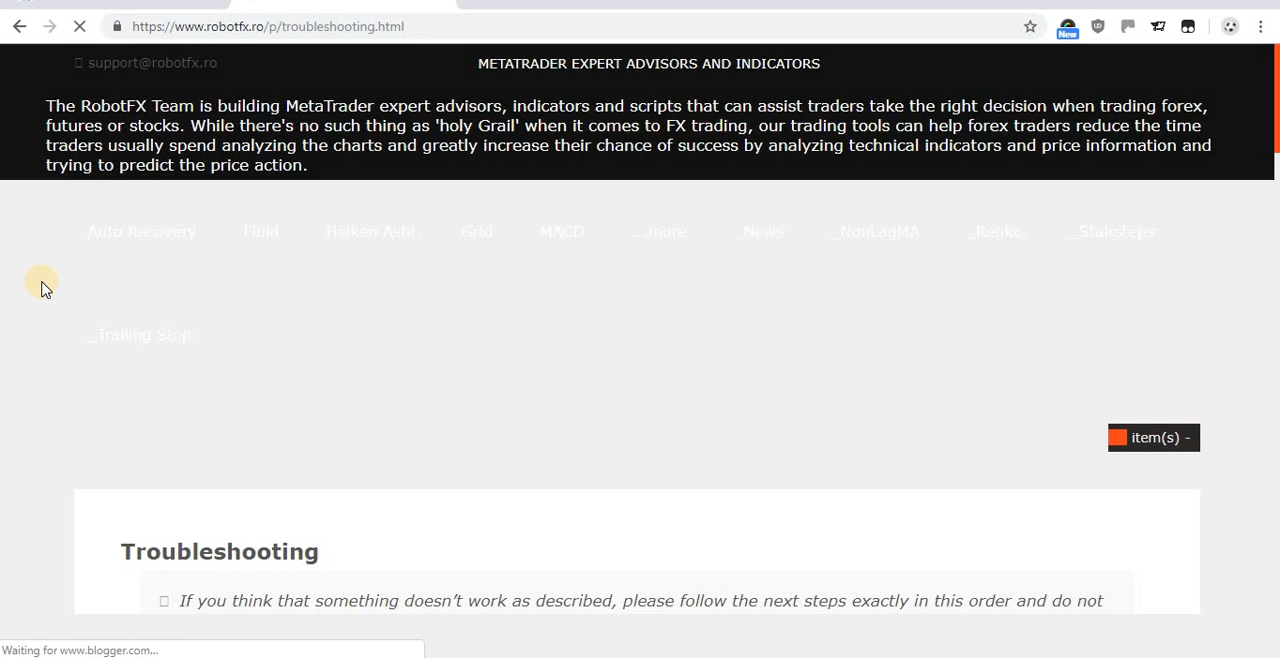 https://www.robotfx.ro/p/troubleshooting.html
New
support@robotfx.ro
METATRADER EXPERT ADVISORS AND INDICATORS
The RobotFX Team is building MetaTrader expert advisors, indicators and scripts that can assist traders take the right decision when trading forex,
futures or stocks. While there's no such thing as 'holy Grail' when it comes to FX trading, our trading tools can help forex traders reduce the time
traders usually spend analyzing the charts and greatly increase their chance of success by analyzing technical indicators and price information and
trying to predict the price action.
Auto Recovery Fluid Heiken Ashi Grid MACD ...more _News _NonLagMA _Renko _Stairsteps
_Trailing Stop
item(s) -
Troubleshooting
If you think that something doesn’t work as described, please follow the next steps exactly in this order and do not
Waiting for www.blogger.com...